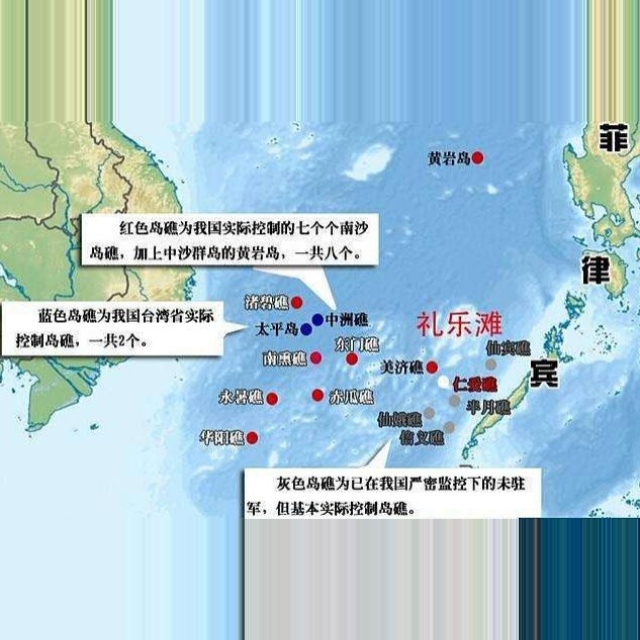 菲
黄岩岛
红色岛礁为我国实际控制的七个个南沙
岛礁，加上中沙群岛的黄岩岛，一共八个。
律
渚碧礁
蓝色岛礁为我国台湾省实际
控制岛礁，一共2个。
中洲礁
太平岛
礼乐滩
东门礁
仙宾礁
南熏礁
美济礁
宾
仁爱礁
永暑礁
赤瓜礁
半月礁
仙娥礁
信义礁
华阳礁
灰色岛礁为已在我国严密监控下的未驻
军，但基本实际控制岛礁。